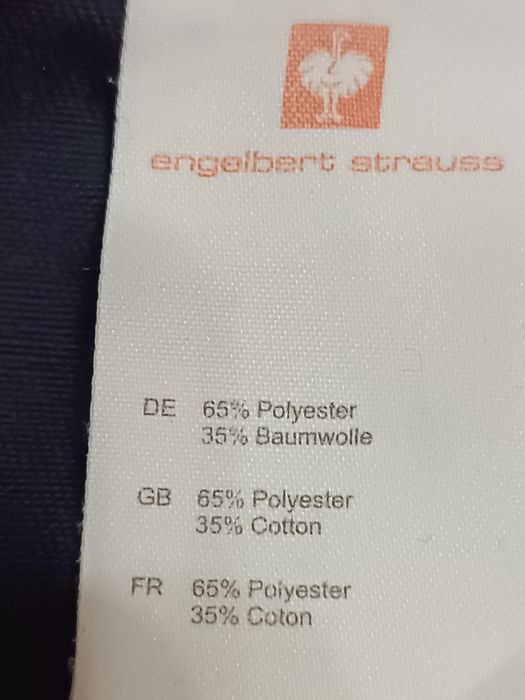 engelbert strauss
DE 65% Polyester
35% Baumwolle
GB 65% Polyester
35% Cotton
FR 65% Polyester
35% Coton